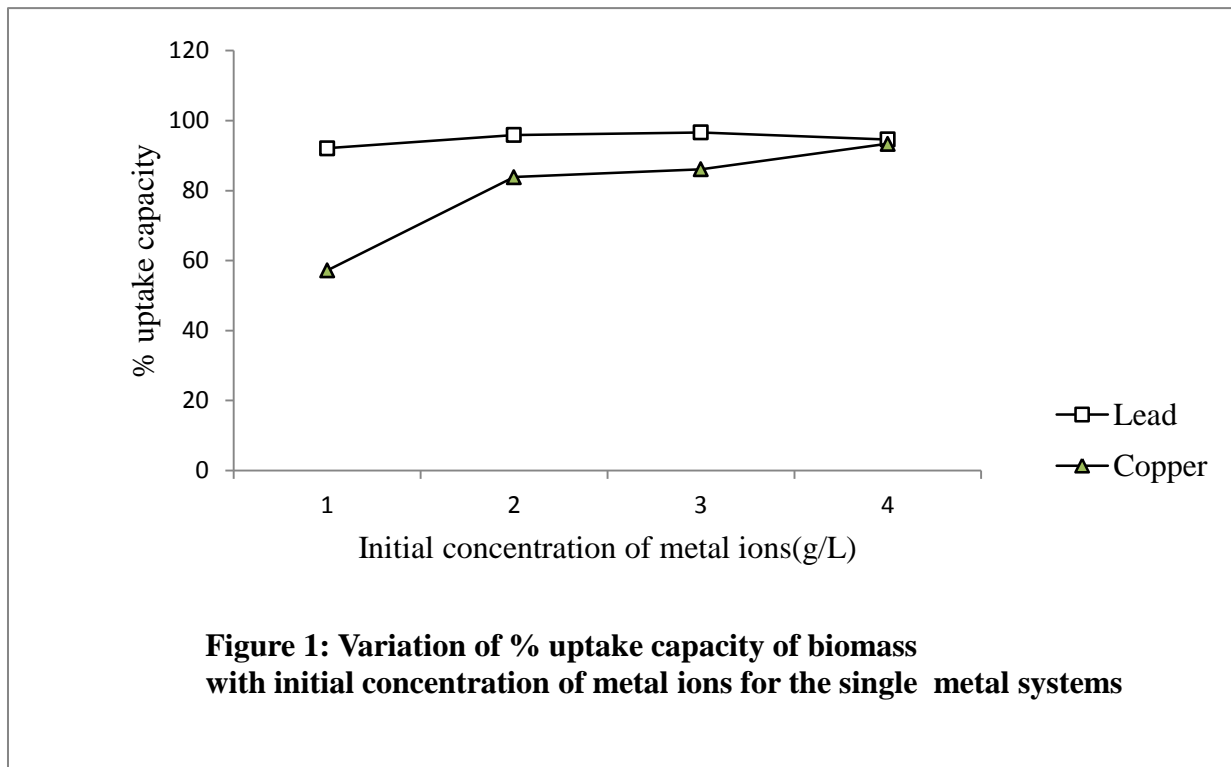 120
100
80
60
40
20
0
% uptake capacity
1 2 3 4
Initial concentration of metal ions(g/L)
Lead
Copper
Figure 1: Variation of % uptake capacity of biomass
with initial concentration of metal ions for the single metal systems